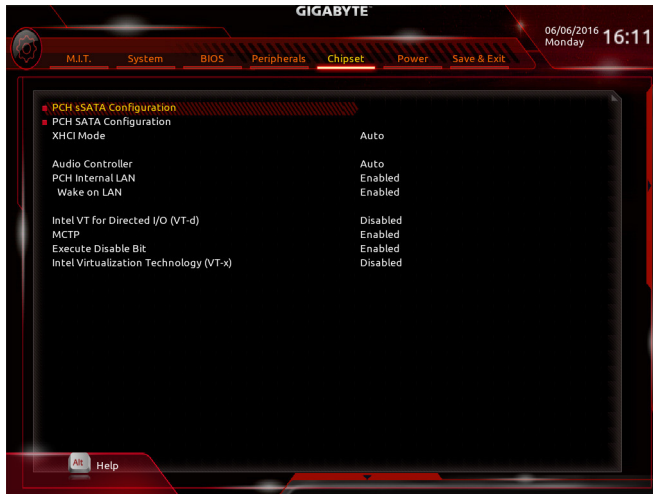 GIGABYTE
06/06/2016 Monday 16:11
M.I.T. System BIOS Peripherals Chipset Power Save & Exit
PCH sSATA Configuration
PCH SATA Configuration
XHCI Mode Auto
Audio Controller Auto
PCH Internal LAN Enabled
Wake on LAN Enabled
Intel VT for Directed I/O (VT-d) Disabled
MCTP Enabled
Execute Disable Bit Enabled
Intel Virtualization Technology (VT-x) Disabled
Alt Help